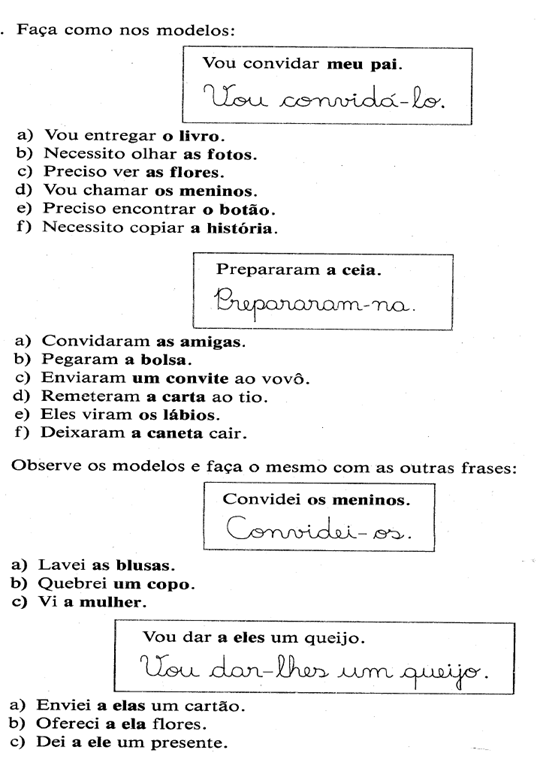 . Faça como nos modelos:
Vou convidar meu pai.
Vou convidá-lo.
a) Vou entregar o livro.
b) Necessito olhar as fotos.
c) Preciso ver as flores.
d) Vou chamar os meninos.
e) Preciso encontrar o botão.
f) Necessito copiar a história.
Prepararam a ceia.
Prepararam-na.
a) Convidaram as amigas.
b) Pegaram a bolsa.
c) Enviaram um convite ao vovô.
d) Remeteram a carta ao tio.
e) Eles viram os lábios.
f) Deixaram a caneta cair.
Observe os modelos e faça o mesmo com as outras frases:
Convidei os meninos.
Convidei-os.
a) Lavei as blusas.
b) Quebrei um copo.
c) Vi a mulher.
Vou dar a eles um queijo.
Vou dar-lhes um queijo.
a) Enviei a elas um cartão.
b) Ofereci a ela flores.
c) Dei a ele um presente.